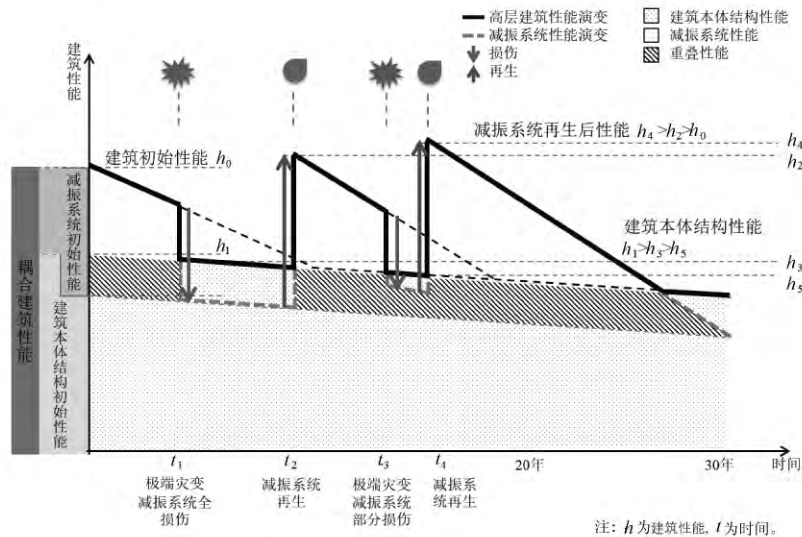 高层建筑性能演变
减振系统性能演变
损伤
再生
建筑本体结构性能
减振系统性能
重叠性能
建筑性能
建筑初始性能 h0
减振系统再生后性能 h4 >h2>h0
h4
h2
减振系统初始性能
h1
建筑本体结构性能
h1>h3>h5
h3
h5
耦合建筑性能
建筑本体结构初始性能
t1
t2
t3
t4
20年
30年
时间
极端灾变
减振系统全
损伤
减振系统
再生
极端灾变
减振系统
部分损伤
减振系
统再生
注: h 为建筑性能, t 为时间。